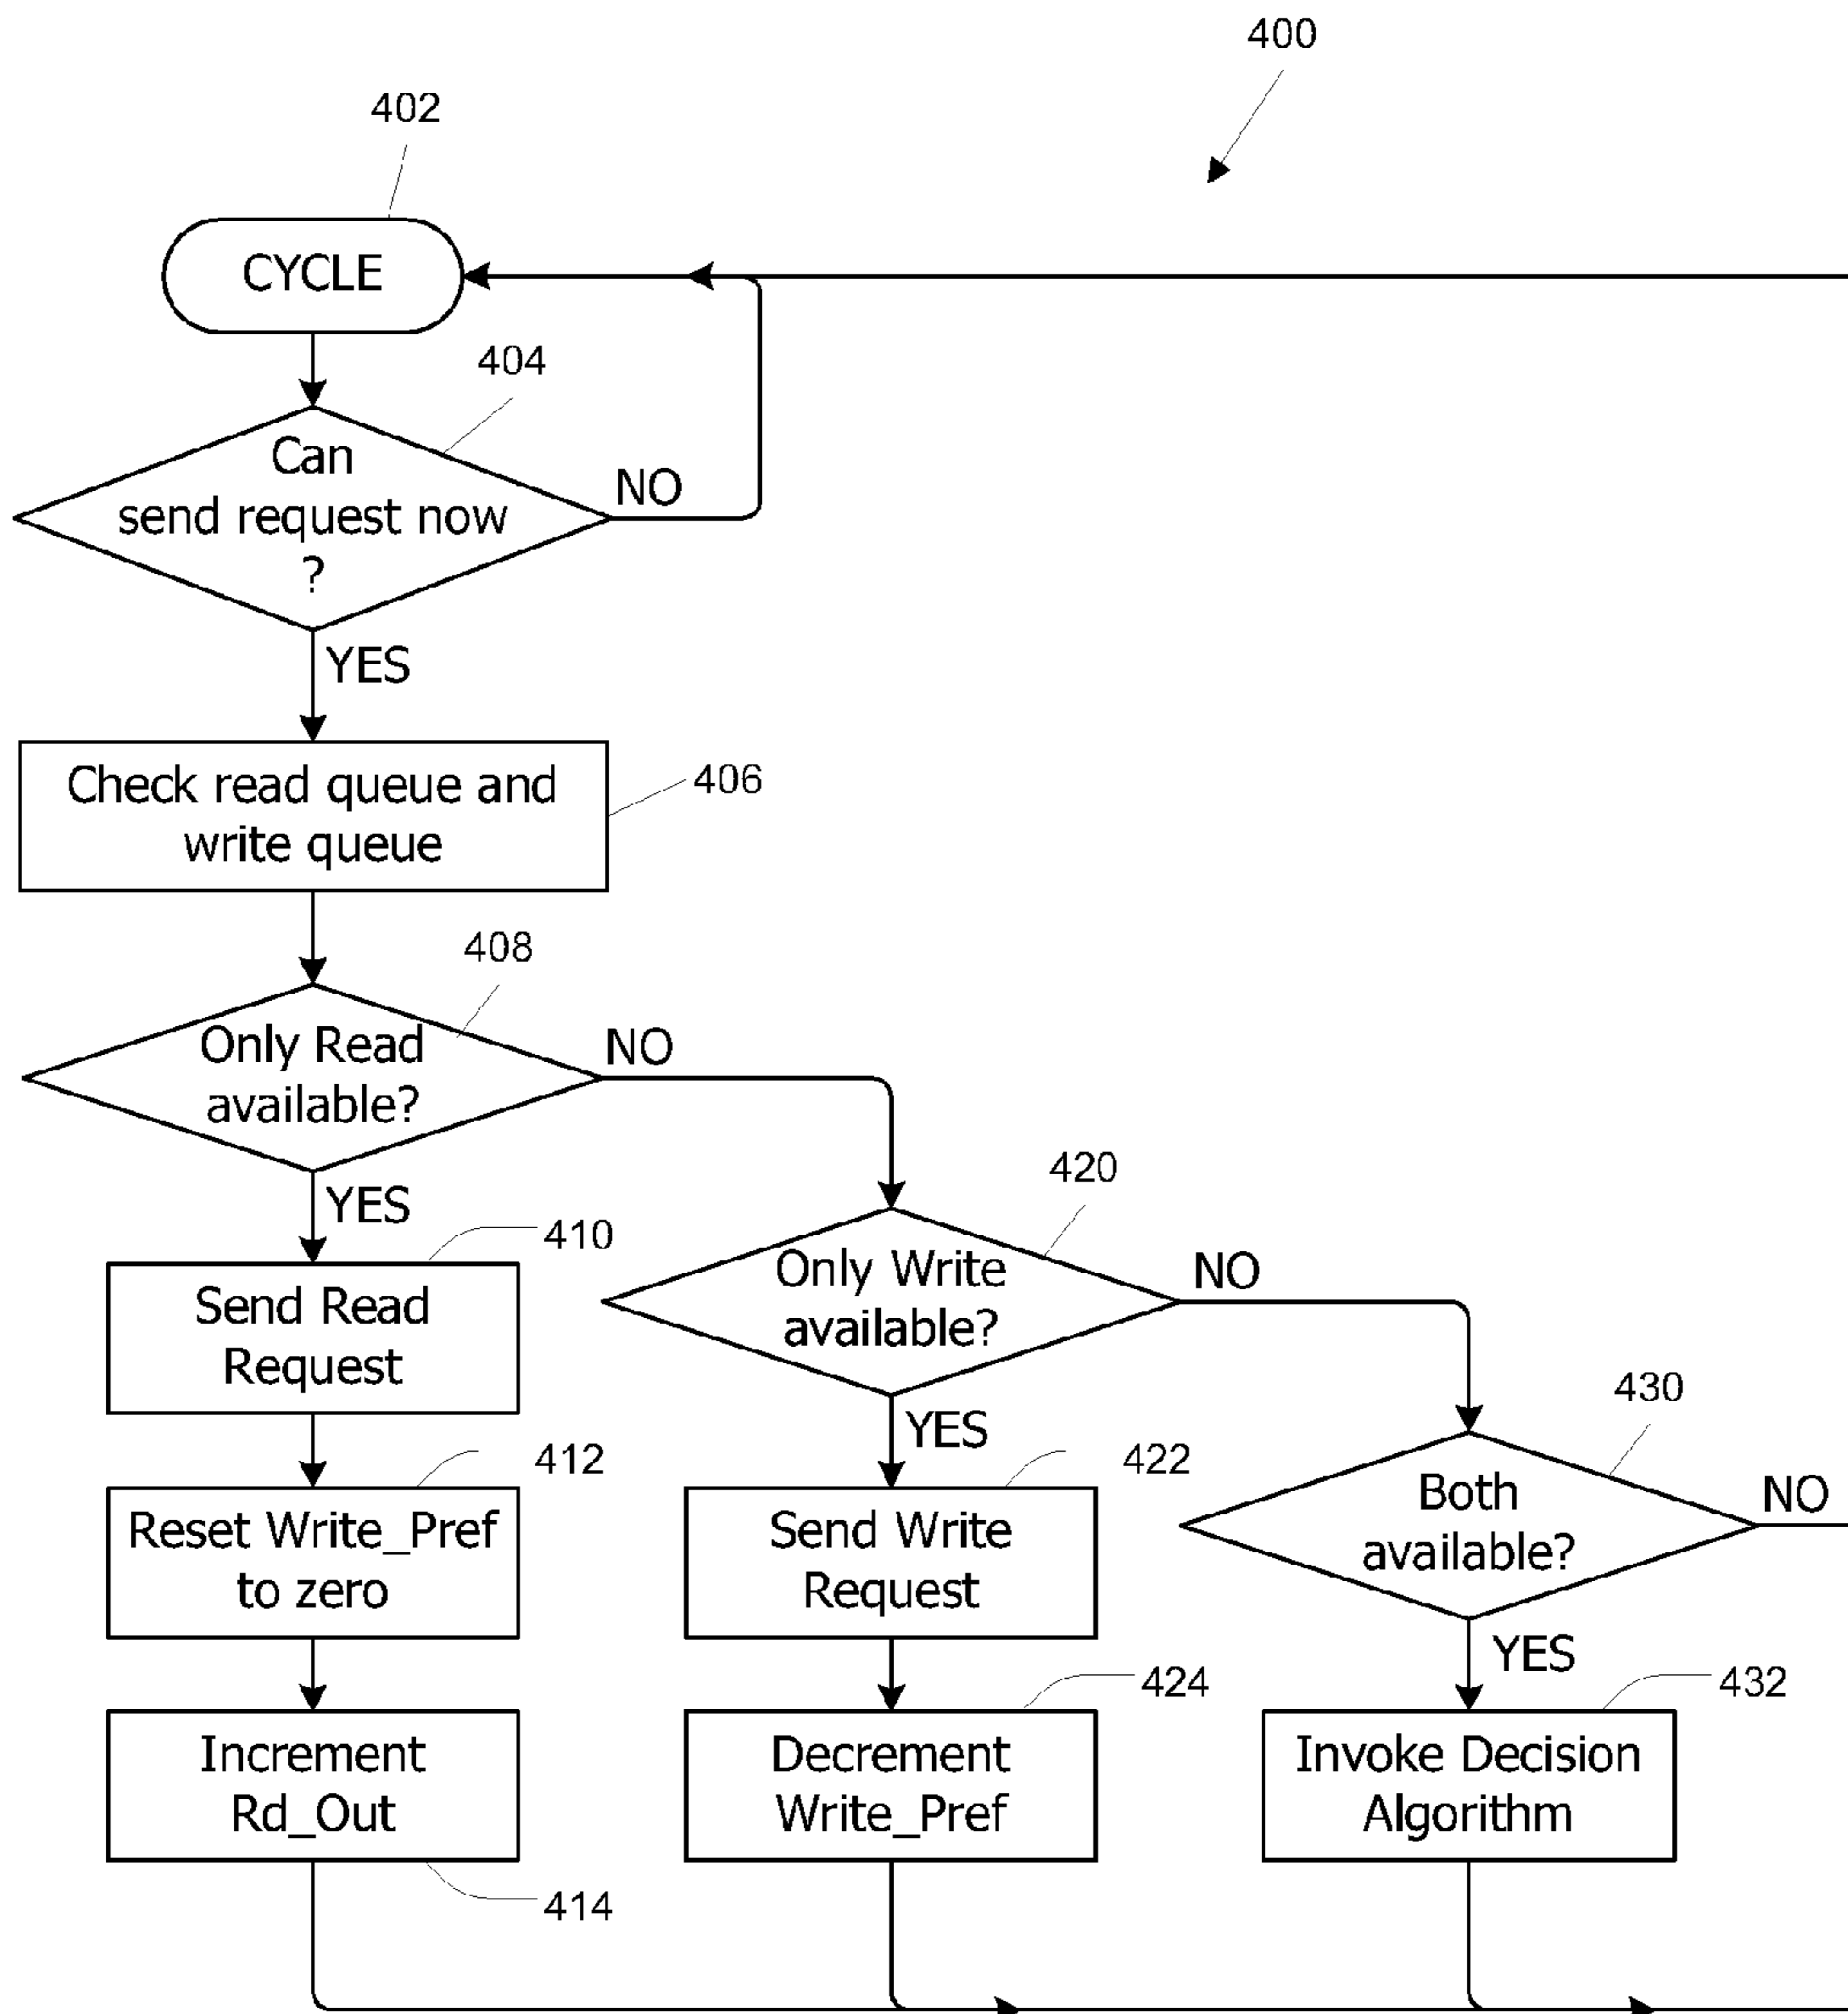 400
402
CYCLE
404
Can
send request now
?
NO
YES
Check read queue and
write queue
406
408
Only Read
available?
NO
YES
410
Send Read
Request
420
Only Write
available?
NO
YES
412
Reset Write_Pref
to zero
422
Send Write
Request
430
Both
available?
NO
YES
Increment
Rd_Out
414
424
Decrement
Write_Pref
432
Invoke Decision
Algorithm